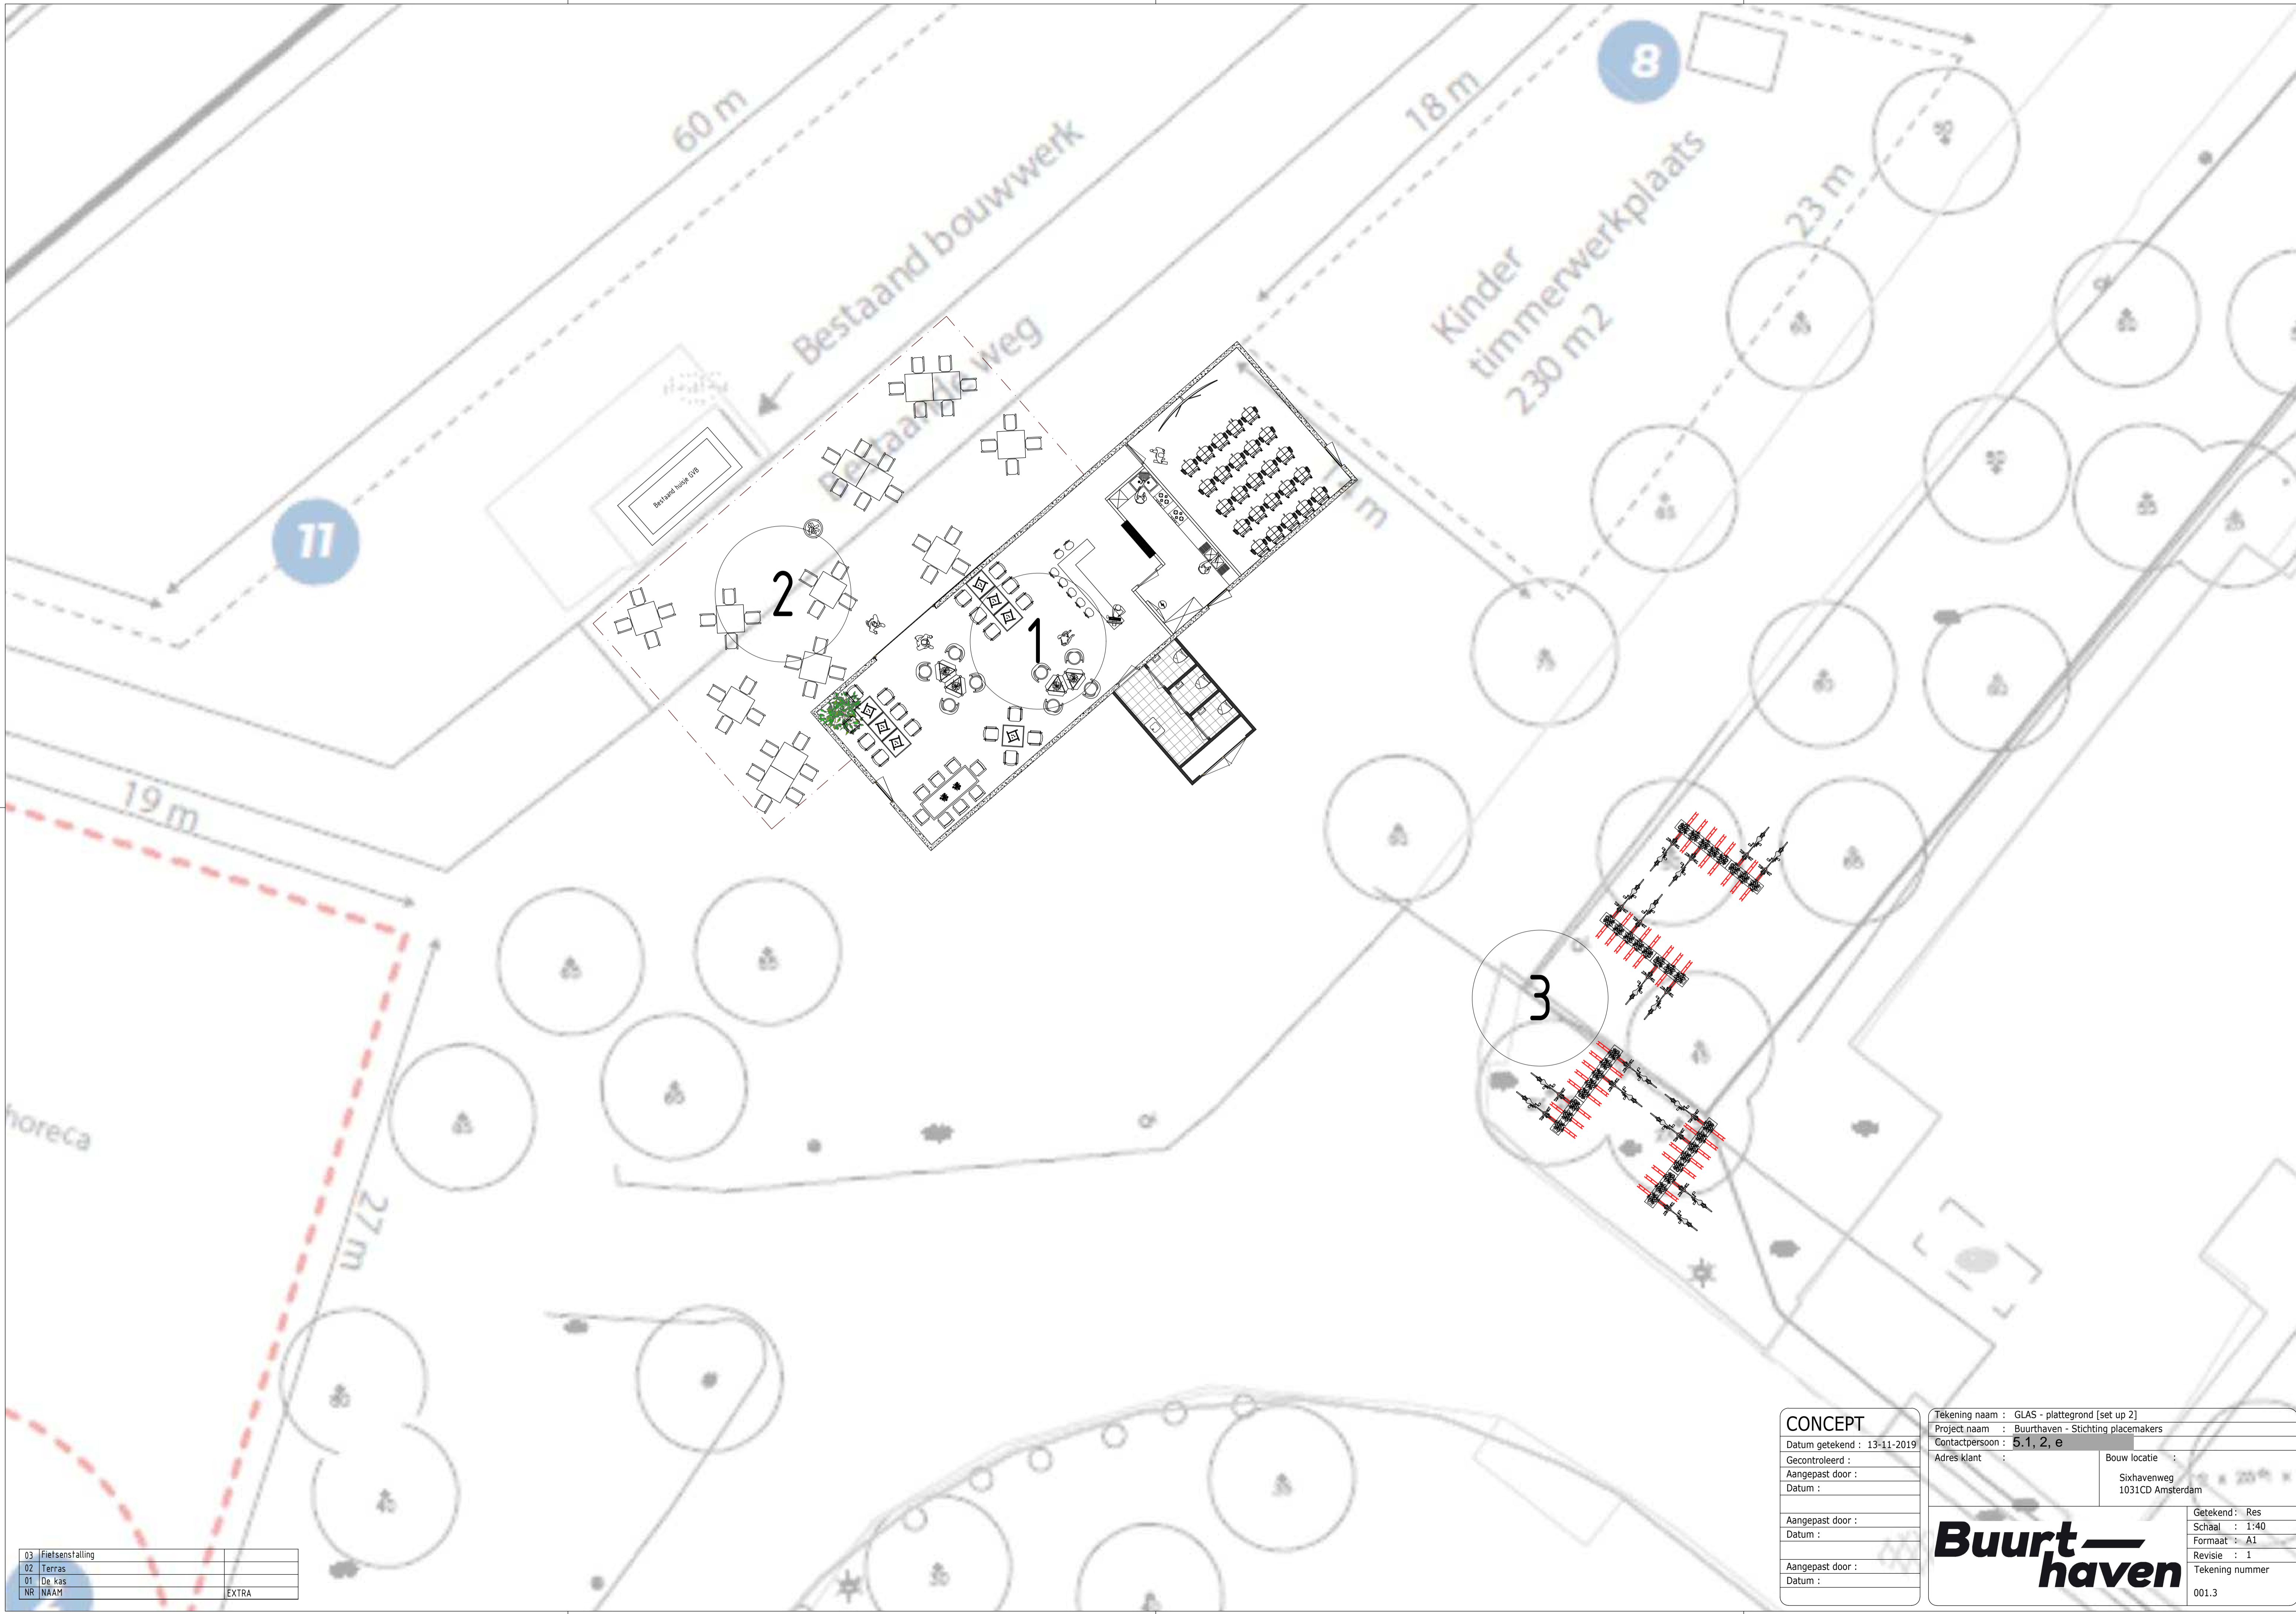 60 m
18 m
8
Bestaand bouwwerk
Bestaande weg
Kinder
timmerwerkplaats
230 m2
23 m
m
11
Bestaand huisje GVB
2
1
19 m
3
horeca
27 m
03 Fietsenstalling
02 Terras
01 De kas
NR NAAM EXTRA
CONCEPT
Datum getekend : 13-11-2019
Gecontroleerd :
Aangepast door :
Datum :
Aangepast door :
Datum :
Aangepast door :
Datum :
Tekening naam : GLAS - plattegrond [set up 2]
Project naam : Buurthaven - Stichting placemakers
Contactpersoon : 5.1, 2, e
Adres klant :
Bouw locatie :
Sixhavenweg
1031CD Amsterdam
Buurt
haven
Getekend : Res
Schaal : 1:40
Formaat : A1
Revisie : 1
Tekening nummer
001.3